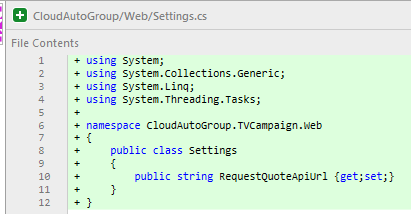 CloudAutoGroup/Web/Settings.cs
File Contents
1 + using System;
2 + using System.Collections.Generic;
3 + using System.Linq;
4 + using System.Threading.Tasks;
5 +
6 + namespace CloudAutoGroup.TVCampaign.Web
7 + {
8 + public class Settings
9 + {
10 + public string RequestQuoteApiUrl {get;set;}
11 + }
12 + }